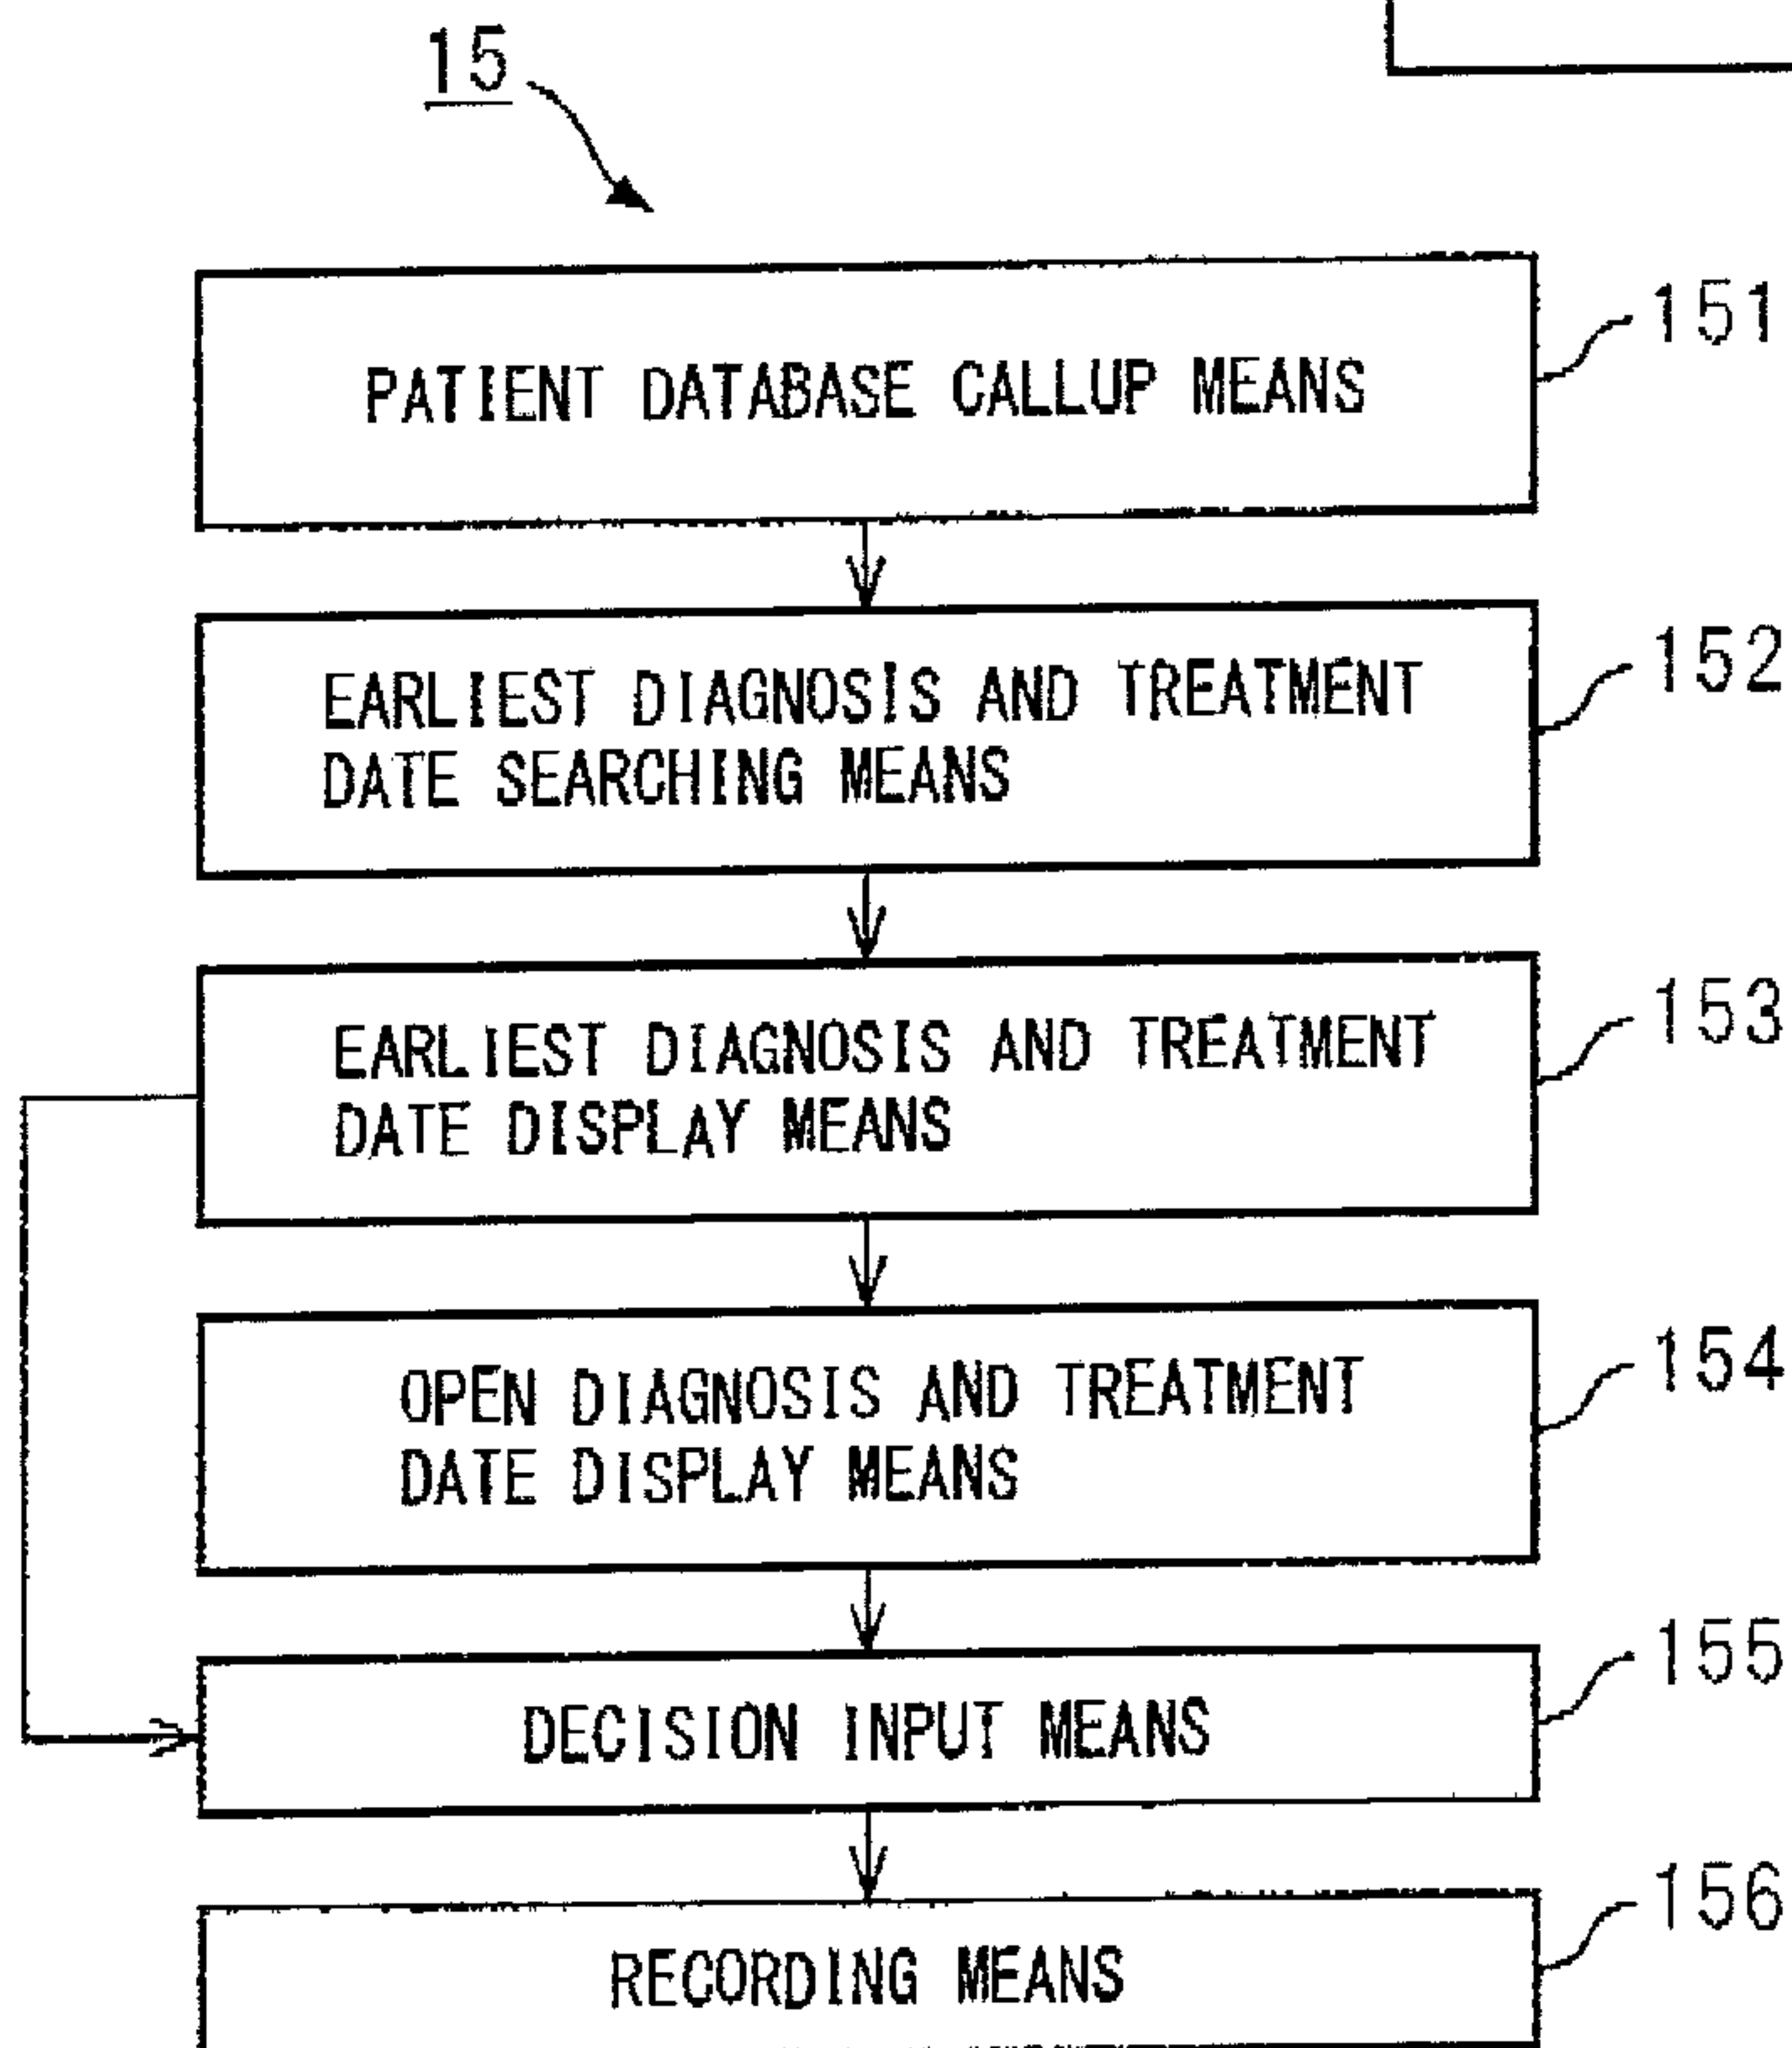 15
PATIENT DATABASE CALLUP MEANS
151
EARLIEST DIAGNOSIS AND TREATMENT
DATE SEARCHING MEANS
152
EARLIEST DIAGNOSIS AND TREATMENT
DATE DISPLAY MEANS
153
OPEN DIAGNOSIS AND TREATMENT
DATE DISPLAY MEANS
154
DECISION INPUT MEANS
155
RECORDING MEANS
156